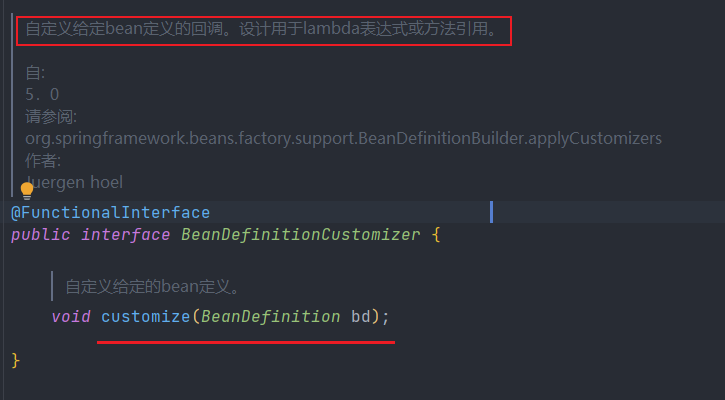 自定义给定bean定义的回调。设计用于lambda表达式或方法引用。
自:
5．0
请参阅:
org.springframework.beans.factory.support.BeanDefinitionBuilder.applyCustomizers
作者:
Juergen hoel
@FunctionalInterface
public interface BeanDefinitionCustomizer {
自定义给定的bean定义。
void customize(BeanDefinition bd);
}